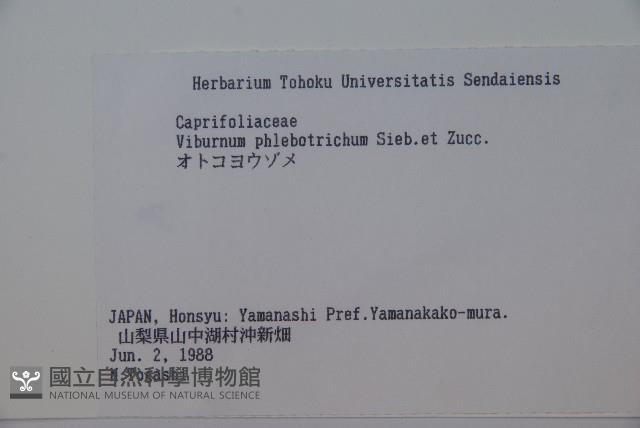 Herbarium Tohoku Universitatis Sendaiensis
Caprifoliaceae
Viburnum phlebotrichum Sieb.et Zucc.
オトコヨウゾメ
JAPAN, Honsyu: Yamanashi Pref.Yamanakako-mura.
山梨県山中湖村沖新畑
Jun. 2, 1988
Togashi
國立自然科學博物館
NATIONAL MUSEUM OF NATURAL SCIENCE